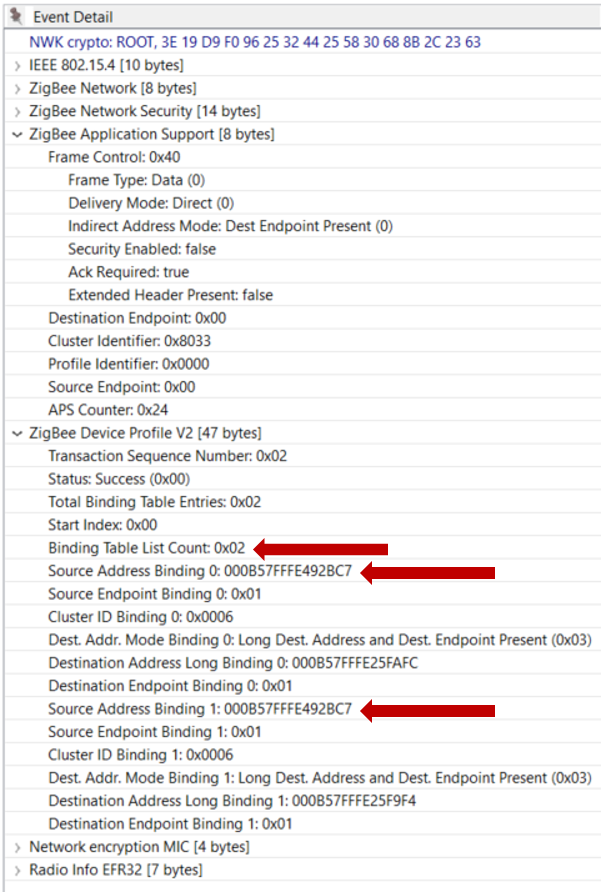 Event Detail
NWK crypto: ROOT, 3E 19 D9 F0 96 25 32 44 25 58 30 68 8B 2C 23 63
IEEE 802.15.4 [10 bytes]
ZigBee Network [8 bytes]
ZigBee Network Security [14 bytes]
ZigBee Application Support [8 bytes]
Frame Control: 0x40
Frame Type: Data (0)
Delivery Mode: Direct (0)
Indirect Address Mode: Dest Endpoint Present (0)
Security Enabled: false
Ack Required: true
Extended Header Present: false
Destination Endpoint: 0x00
Cluster Identifier: 0x8033
Profile Identifier: 0x0000
Source Endpoint: 0x00
APS Counter: 0x24
ZigBee Device Profile V2 [47 bytes]
Transaction Sequence Number: 0x02
Status: Success (0x00)
Total Binding Table Entries: 0x02
Start Index: 0x00
Binding Table List Count: 0x02
Source Address Binding 0: 000B57FFFE492BC7
Source Endpoint Binding 0: 0x01
Cluster ID Binding 0: 0x0006
Dest. Addr. Mode Binding 0: Long Dest. Address and Dest. Endpoint Present (0x03)
Destination Address Long Binding 0: 000B57FFFE25FAFC
Destination Endpoint Binding 0: 0x01
Source Address Binding 1: 000B57FFFE492BC7
Source Endpoint Binding 1: 0x01
Cluster ID Binding 1: 0x0006
Dest. Addr. Mode Binding 1: Long Dest. Address and Dest. Endpoint Present (0x03)
Destination Address Long Binding 1: 000B57FFFE25F9F4
Destination Endpoint Binding 1: 0x01
Network encryption MIC [4 bytes]
Radio Info EFR32 [7 bytes]